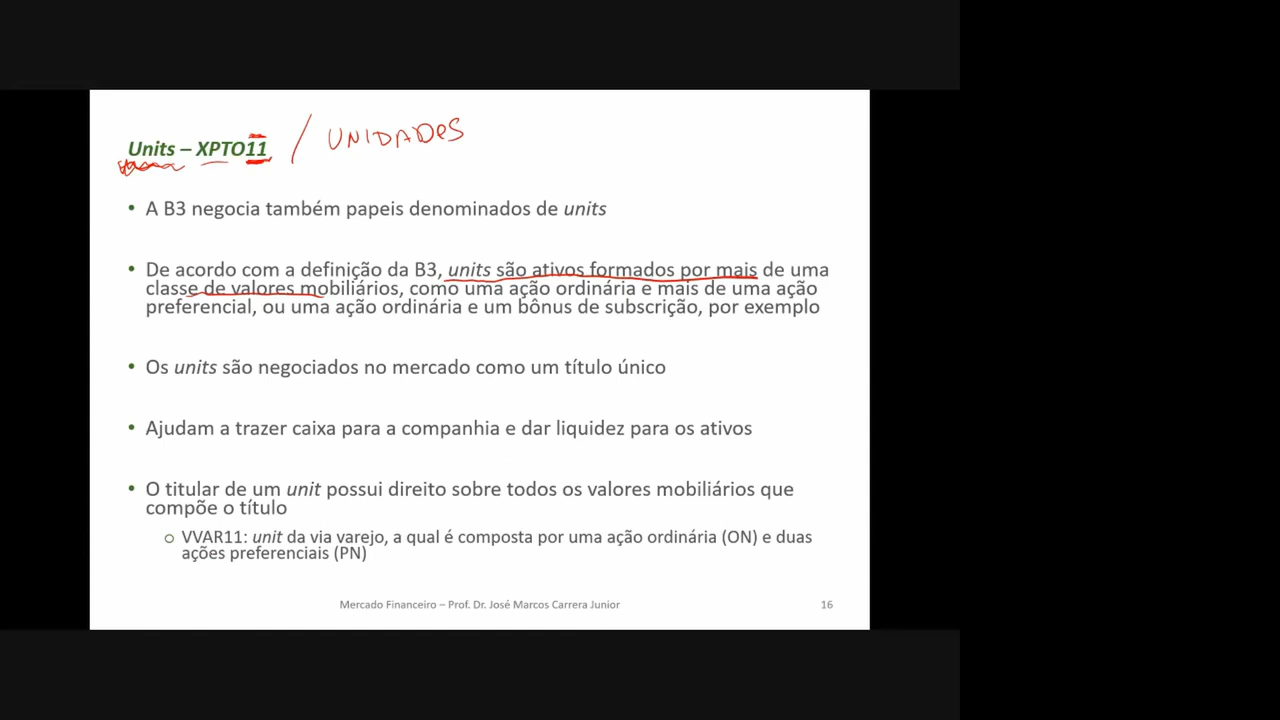 Units – XPTO11 / UNIDADES
• A B3 negocia também papeis denominados de units
• De acordo com a definição da B3, units são ativos formados por mais de uma
classe de valores mobiliários, como uma ação ordinária e mais de uma ação
preferencial, ou uma ação ordinária e um bônus de subscrição, por exemplo
• Os units são negociados no mercado como um título único
• Ajudam a trazer caixa para a companhia e dar liquidez para os ativos
• O titular de um unit possui direito sobre todos os valores mobiliários que
compõe o título
o VVAR11: unit da via varejo, a qual é composta por uma ação ordinária (ON) e duas
ações preferenciais (PN)
Mercado Financeiro – Prof. Dr. José Marcos Carrera Junior 16